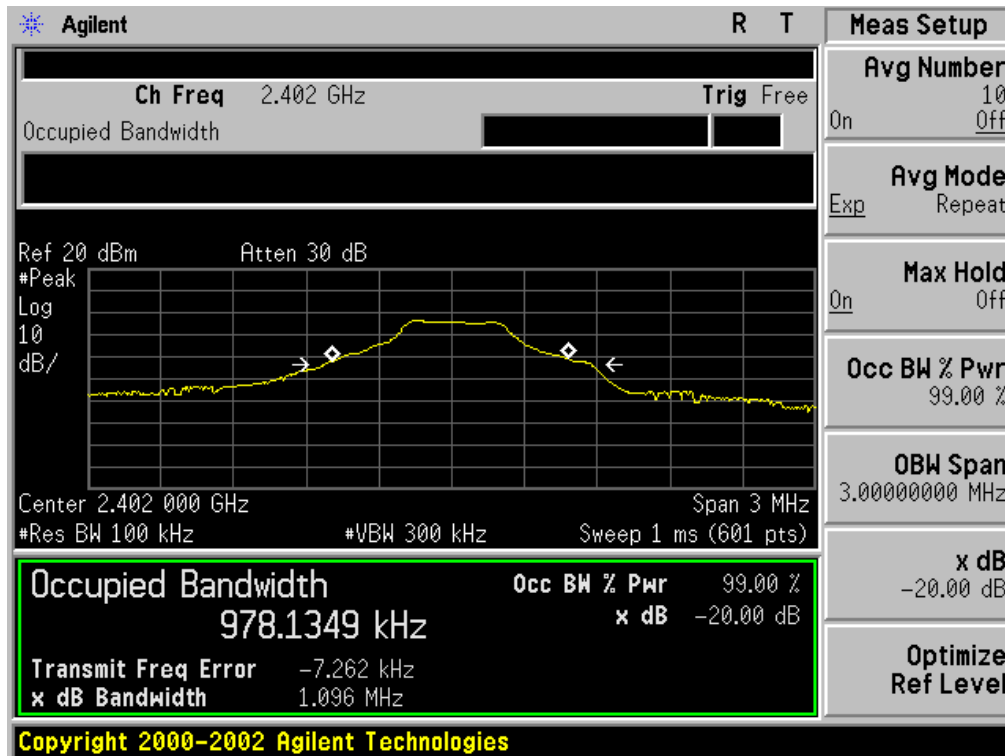 Agilent R T
Ch Freq 2.402 GHz Trig Free
Occupied Bandwidth
Ref 20 dBm Atten 30 dB
#Peak
Log
10
dB/
Center 2.402 000 GHz Span 3 MHz
#Res BW 100 kHz #VBW 300 kHz Sweep 1 ms (601 pts)
Occupied Bandwidth Occ BW % Pwr 99.00 %
978.1349 kHz x dB -20.00 dB
Transmit Freq Error -7.262 kHz
x dB Bandwidth 1.096 MHz
Copyright 2000-2002 Agilent Technologies
Meas Setup
Avg Number
10
On Off
Avg Mode
Exp Repeat
Max Hold
On Off
Occ BW % Pwr
99.00 %
OBW Span
3.00000000 MHz
x dB
-20.00 dB
Optimize
Ref Level